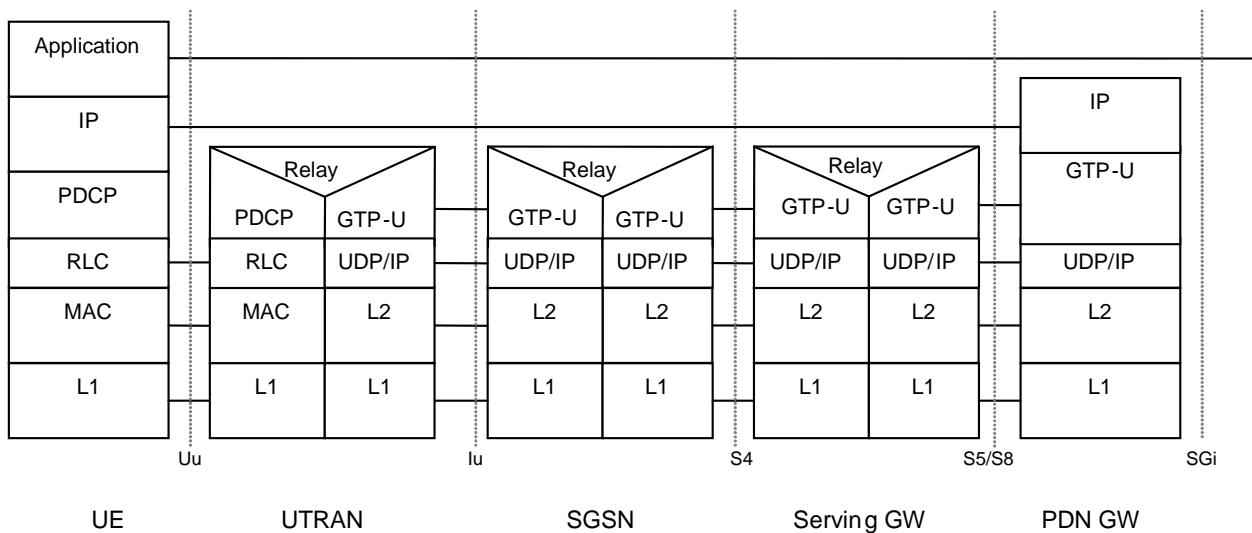 Application
IP
IP
Relay
Relay
Relay
GTP-U
PDCP
PDCP
GTP-U
GTP-U
GTP-U
GTP-U
GTP-U
RLC
RLC
UDP/IP
UDP/IP
UDP/IP
UDP/IP
UDP/IP
UDP/IP
MAC
MAC
L2
L2
L2
L2
L2
L2
L1
L1
L1
L1
L1
L1
L1
L1
Uu
Iu
S4
S5/S8
SGi
UE
UTRAN
SGSN
Serving GW
PDN GW